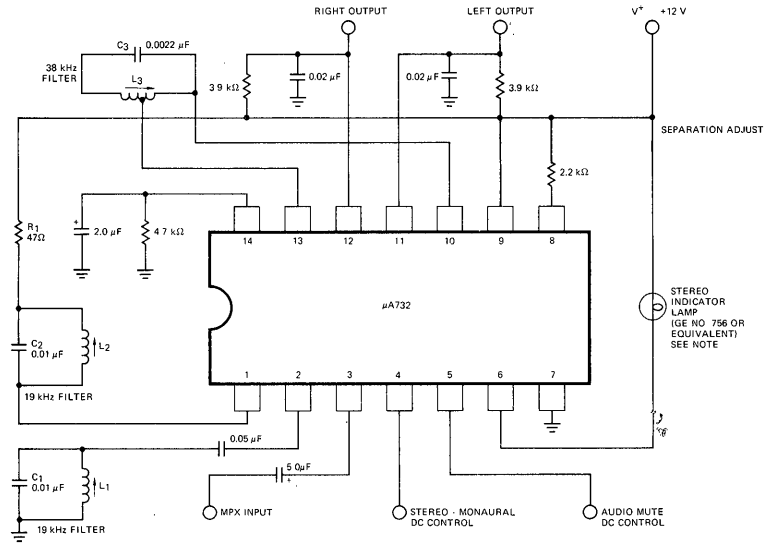 RIGHT OUTPUT
LEFT OUTPUT
V+ +12 V
C3 0.0022 µF
38 kHz
FILTER
L3
3.9 kΩ
0.02 µF
0.02 µF
3.9 kΩ
SEPARATION ADJUST
2.2 kΩ
R1
47Ω
+
2.0 µF
4.7 kΩ
14 13 12 11 10 9 8
µA732
STEREO
INDICATOR
LAMP
(GE NO 756 OR
EQUIVALENT)
SEE NOTE
C2
0.01 µF
L2
19 kHz FILTER
1 2 3 4 5 6 7
0.05 µF
C1
0.01 µF
L1
19 kHz FILTER
5.0µF
+
MPX INPUT
STEREO - MONAURAL
DC CONTROL
AUDIO MUTE
DC CONTROL